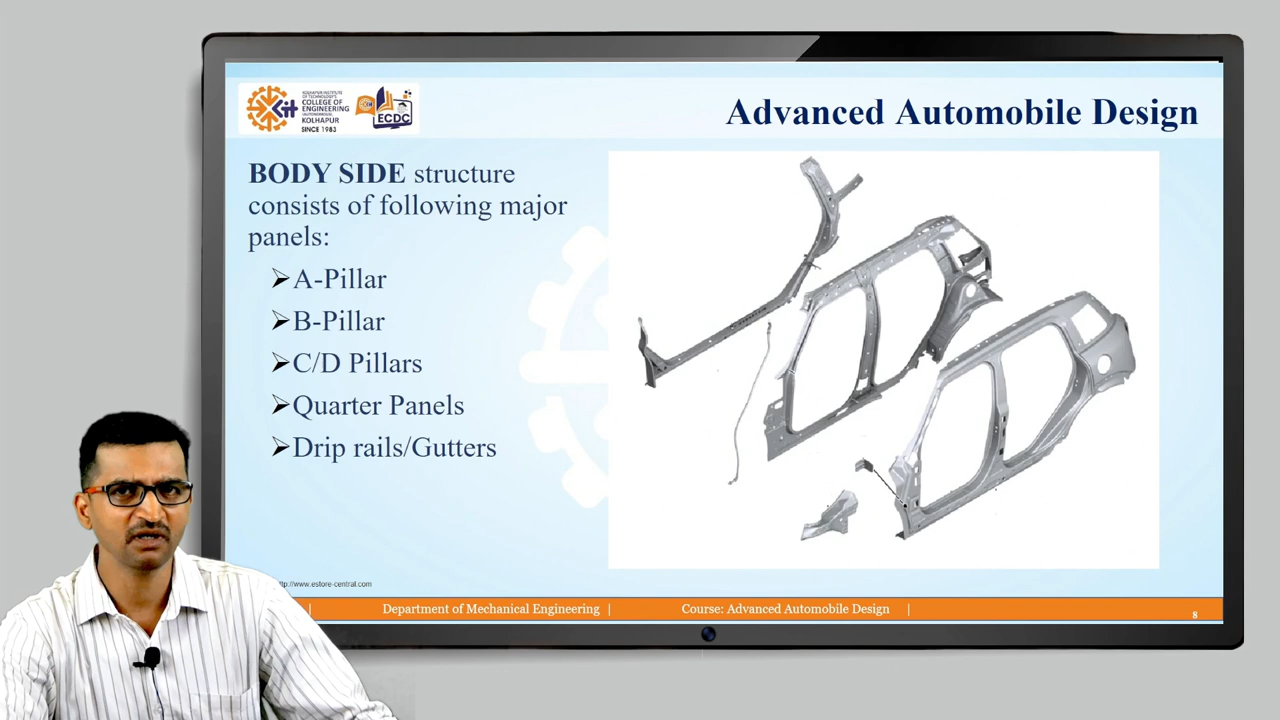 KOLHAPUR INSTITUTE
OF TECHNOLOGY'S
COLLEGE OF
ENGINEERING
(AUTONOMOUS),
KOLHAPUR
SINCE 1983
ECDC
Advanced Automobile Design
BODY SIDE structure
consists of following major
panels:
➢A-Pillar
➢B-Pillar
➢C/D Pillars
➢Quarter Panels
➢Drip rails/Gutters
http://www.estore-central.com
| Department of Mechanical Engineering | Course: Advanced Automobile Design | 8